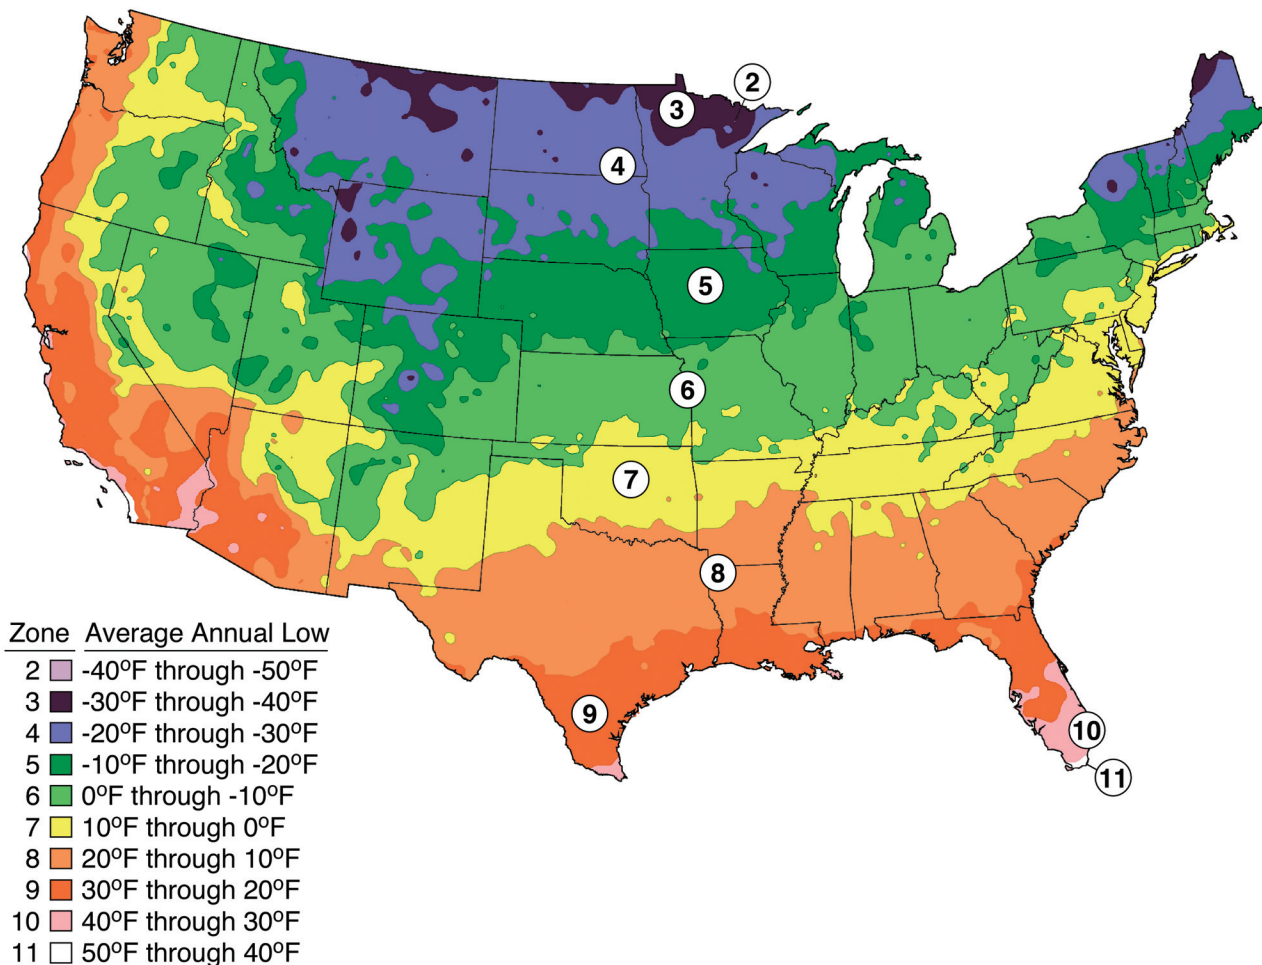 2
3
4
5
6
7
8
9
10
11
Zone Average Annual Low
2 -40ºF through -50ºF
3 -30ºF through -40ºF
4 -20ºF through -30ºF
5 -10ºF through -20ºF
6 0ºF through -10ºF
7 10ºF through 0ºF
8 20ºF through 10ºF
9 30ºF through 20ºF
10 40ºF through 30ºF
11 50ºF through 40ºF